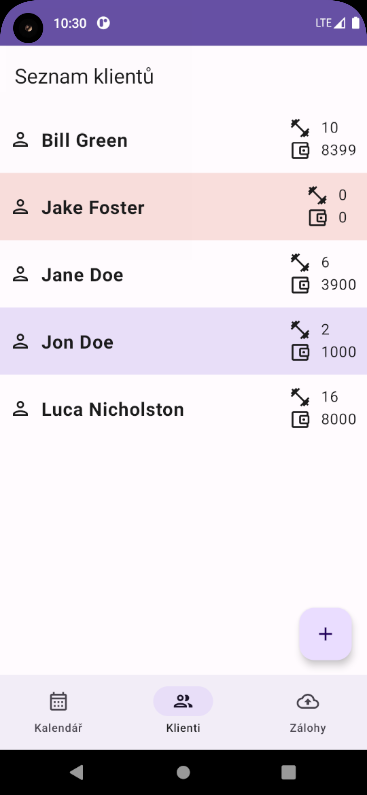 10:30 LTE
Seznam klientů
Bill Green 10
8399
Jake Foster 0
0
Jane Doe 6
3900
Jon Doe 2
1000
Luca Nicholston 16
8000
+
Kalendář Klienti Zálohy